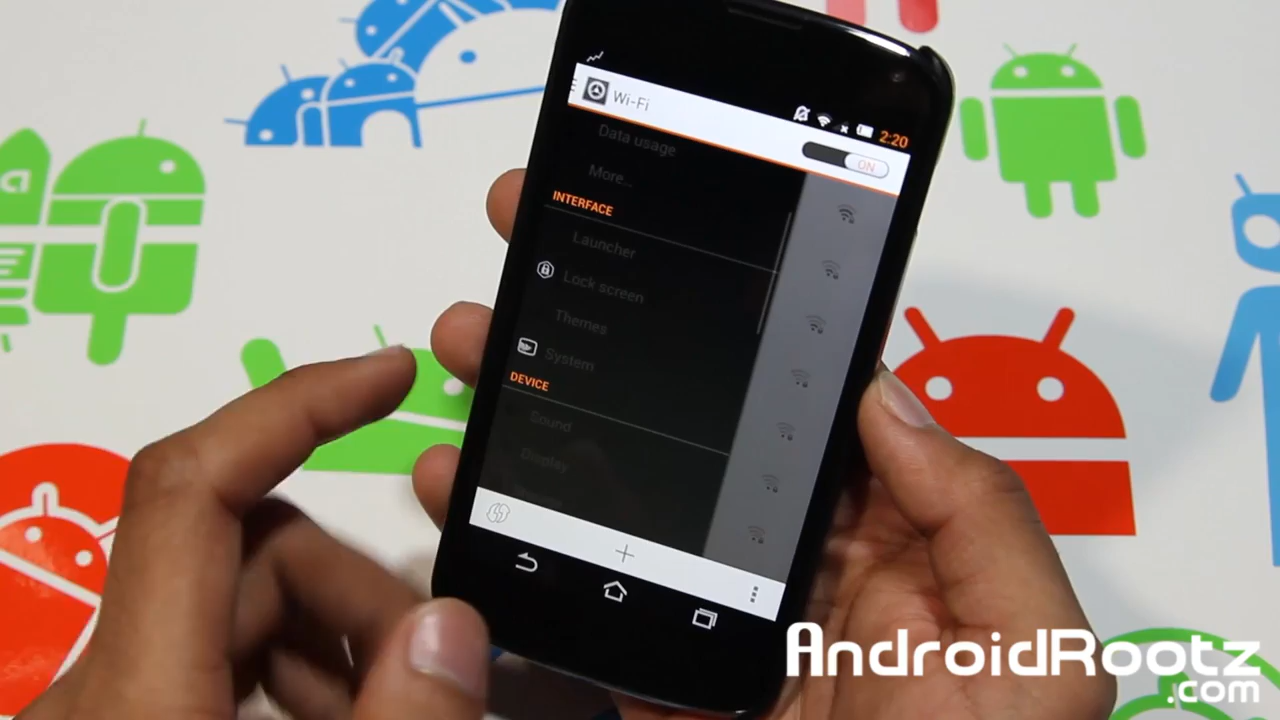 Wi-Fi
2:20
ON
Data usage
More...
INTERFACE
Launcher
Lock screen
Themes
System
DEVICE
Sound
Display
a
AndroidRootz
.com